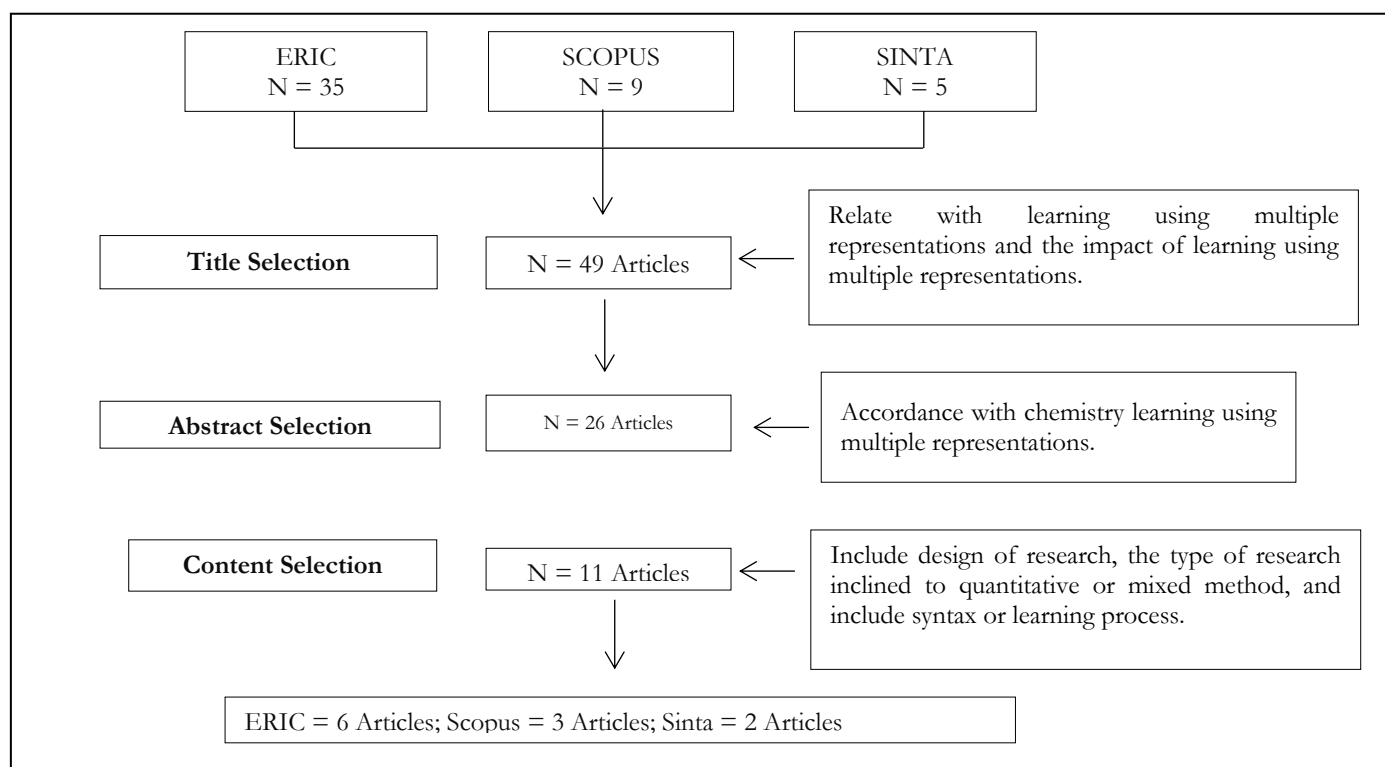 ERIC
N = 35
SCOPUS
N = 9
SINTA
N = 5
Title Selection
N = 49 Articles
Relate with learning using multiple
representations and the impact of learning using
multiple representations.
Abstract Selection
N = 26 Articles
Accordance with chemistry learning using
multiple representations.
Content Selection
N = 11 Articles
Include design of research, the type of research
inclined to quantitative or mixed method, and
include syntax or learning process.
ERIC = 6 Articles; Scopus = 3 Articles; Sinta = 2 Articles